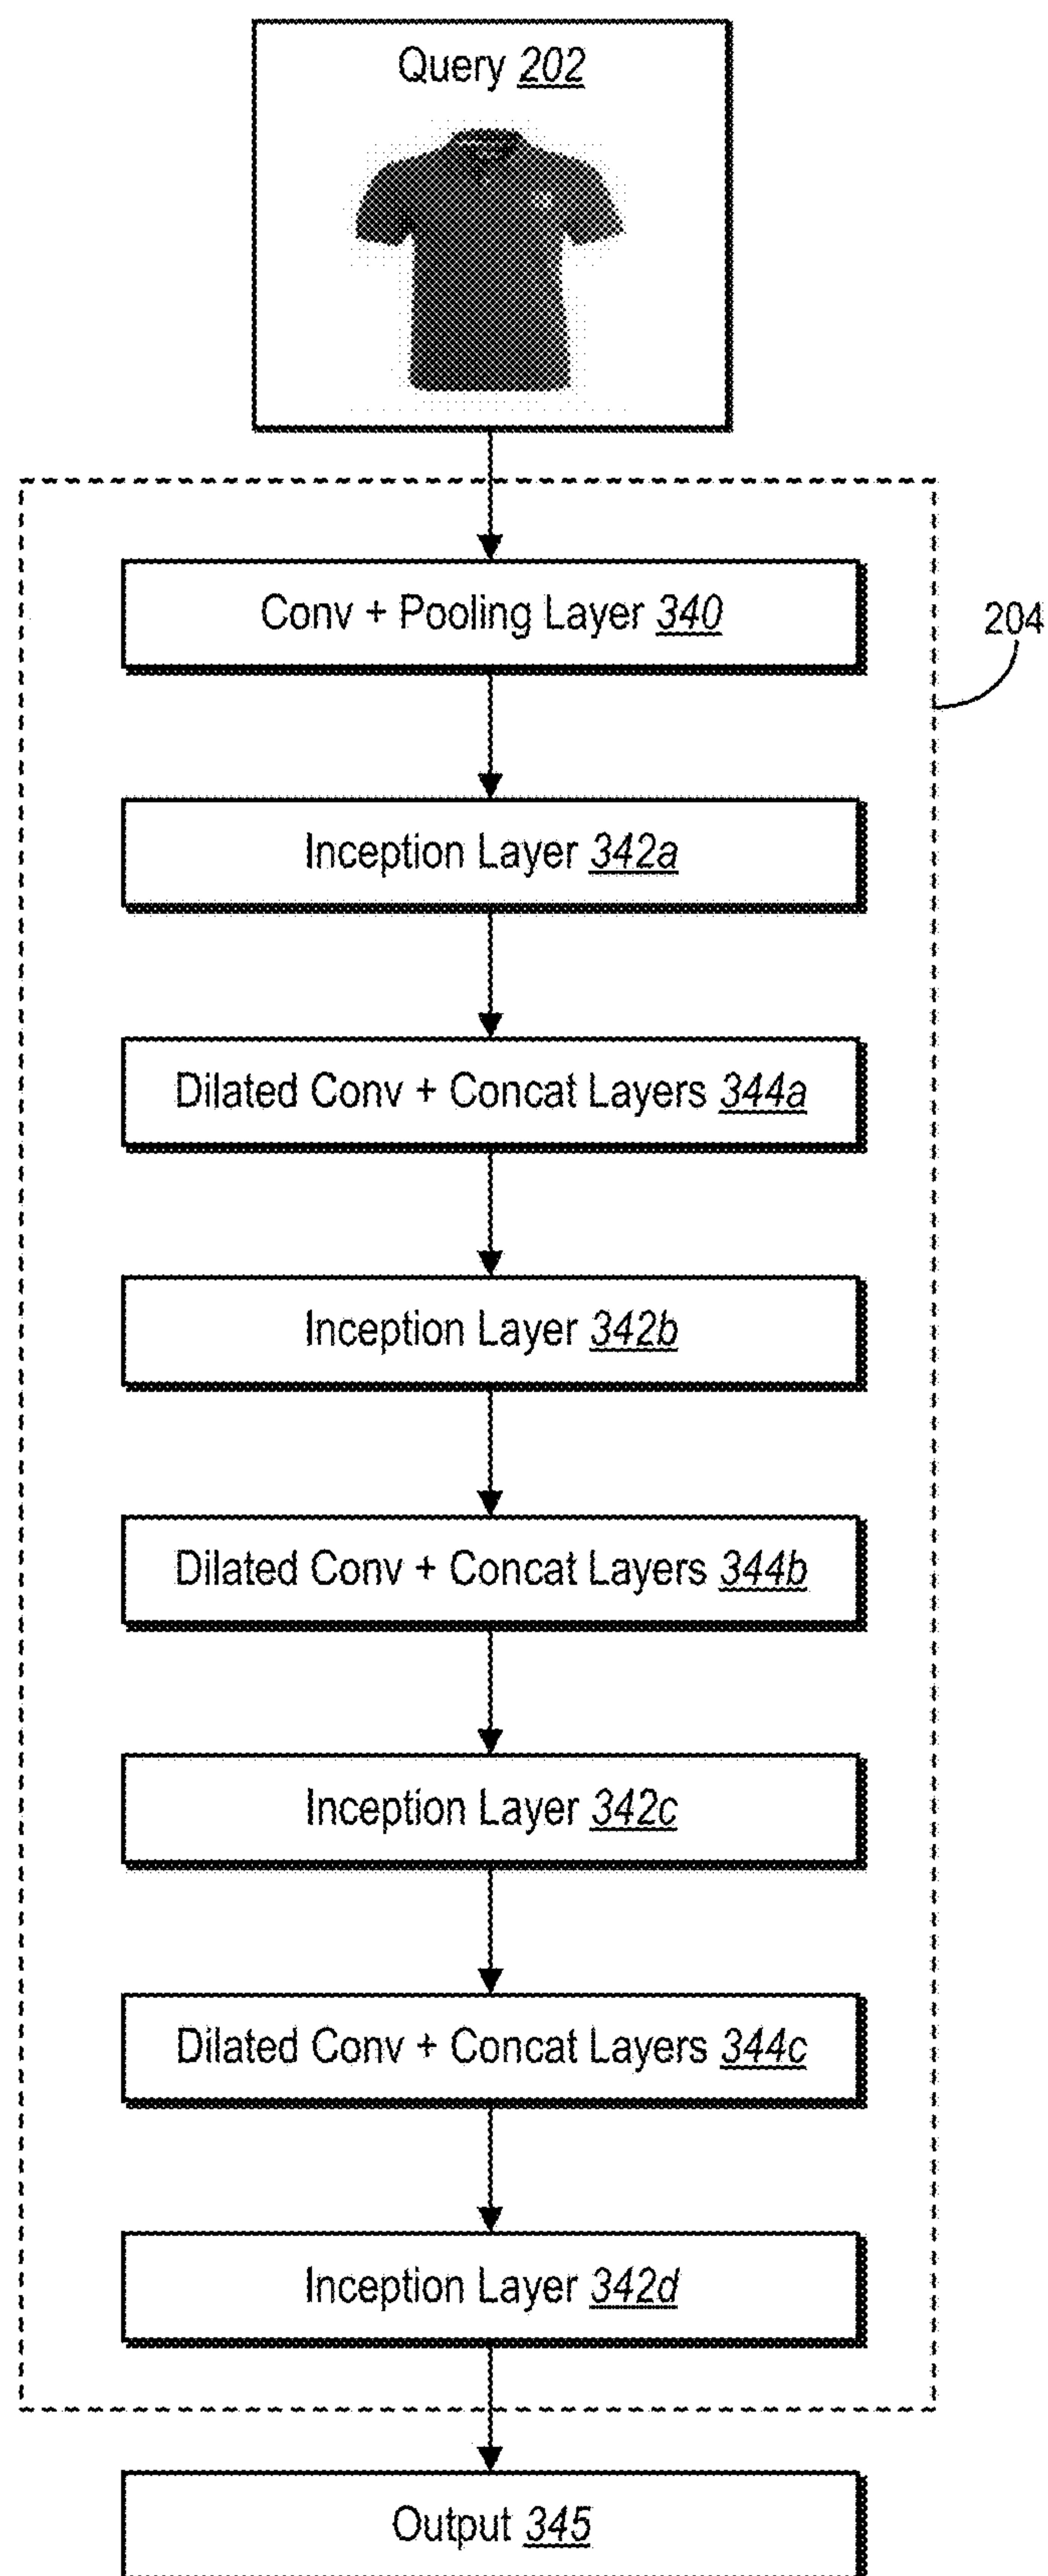 Query 202
Conv + Pooling Layer 340
204
Inception Layer 342a
Dilated Conv + Concat Layers 344a
Inception Layer 342b
Dilated Conv + Concat Layers 344b
Inception Layer 342c
Dilated Conv + Concat Layers 344c
Inception Layer 342d
Output 345